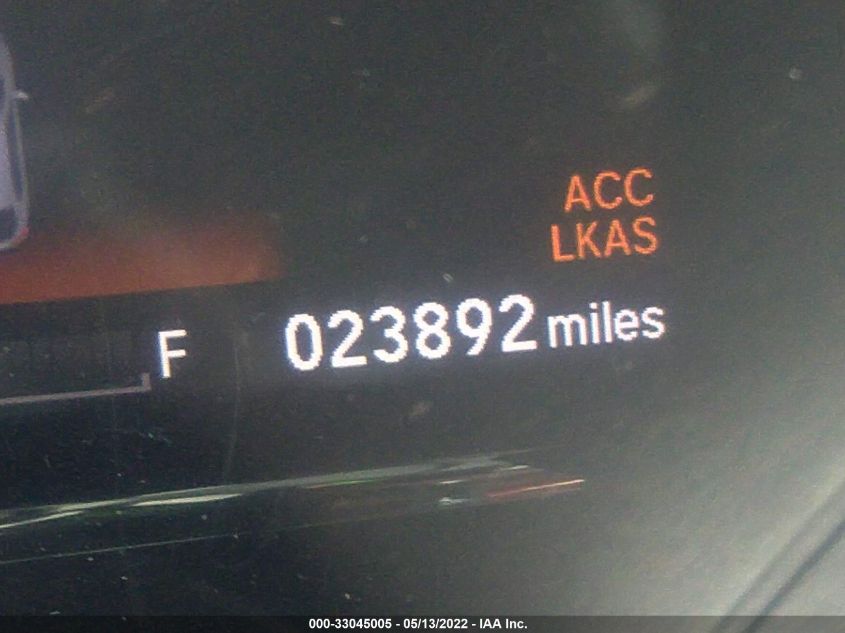 ACC
LKAS
F 023892 miles
000-33045005 - 05/13/2022 - IAA Inc.